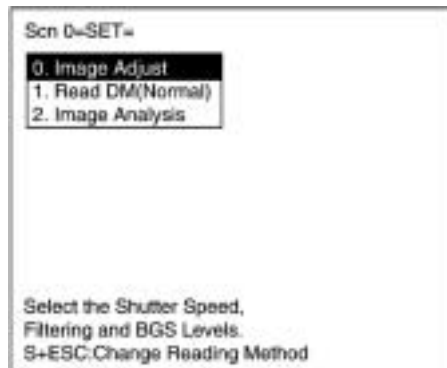 Scn 0=SET=
0. Image Adjust
1. Read DM(Normal)
2. Image Analysis
Select the Shutter Speed,
Filtering and BGS Levels.
S+ESC:Change Reading Method